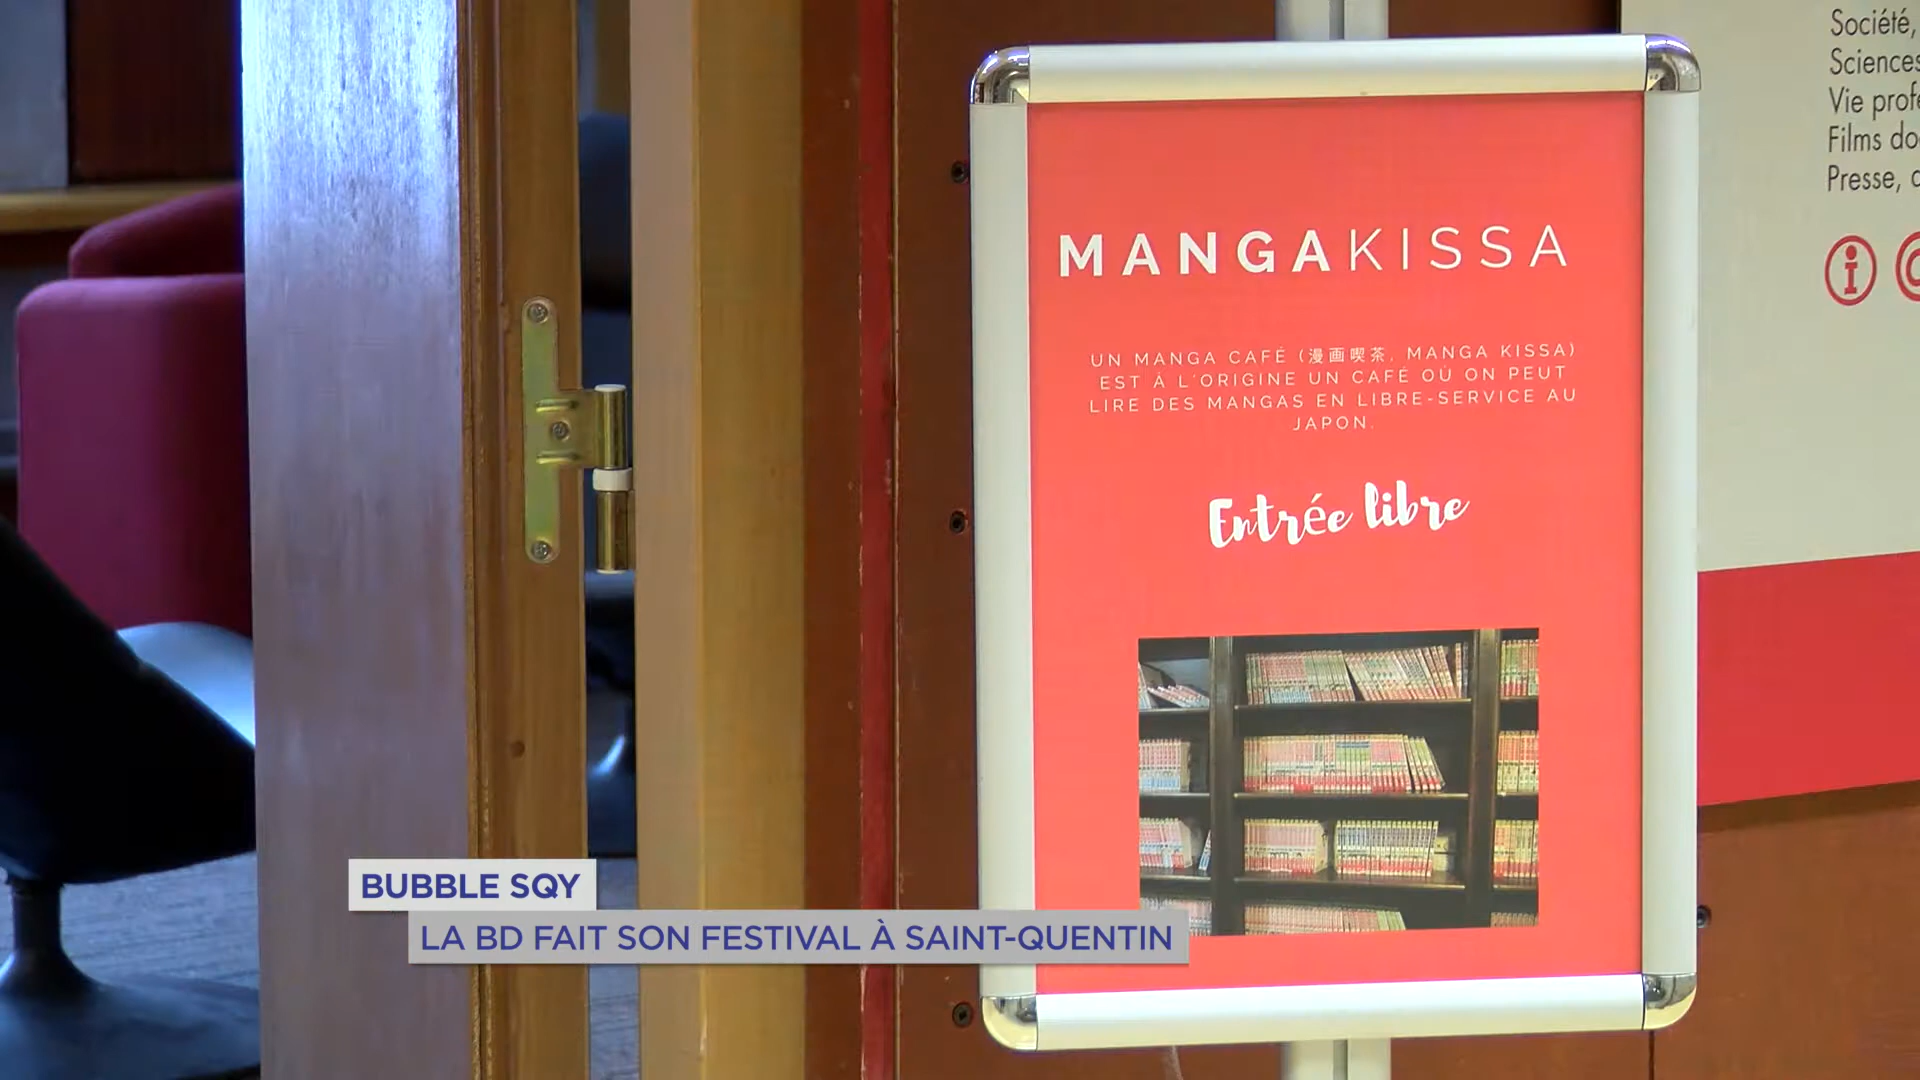 MANGAKISSA
UN MANGA CAFÉ (漫画喫茶, MANGA KISSA)
EST À L'ORIGINE UN CAFÉ OÙ ON PEUT
LIRE DES MANGAS EN LIBRE-SERVICE AU
JAPON.
Entrée libre
Société,
Sciences
Vie prof
Films do
Presse,
BUBBLE SQY
LA BD FAIT SON FESTIVAL À SAINT-QUENTIN